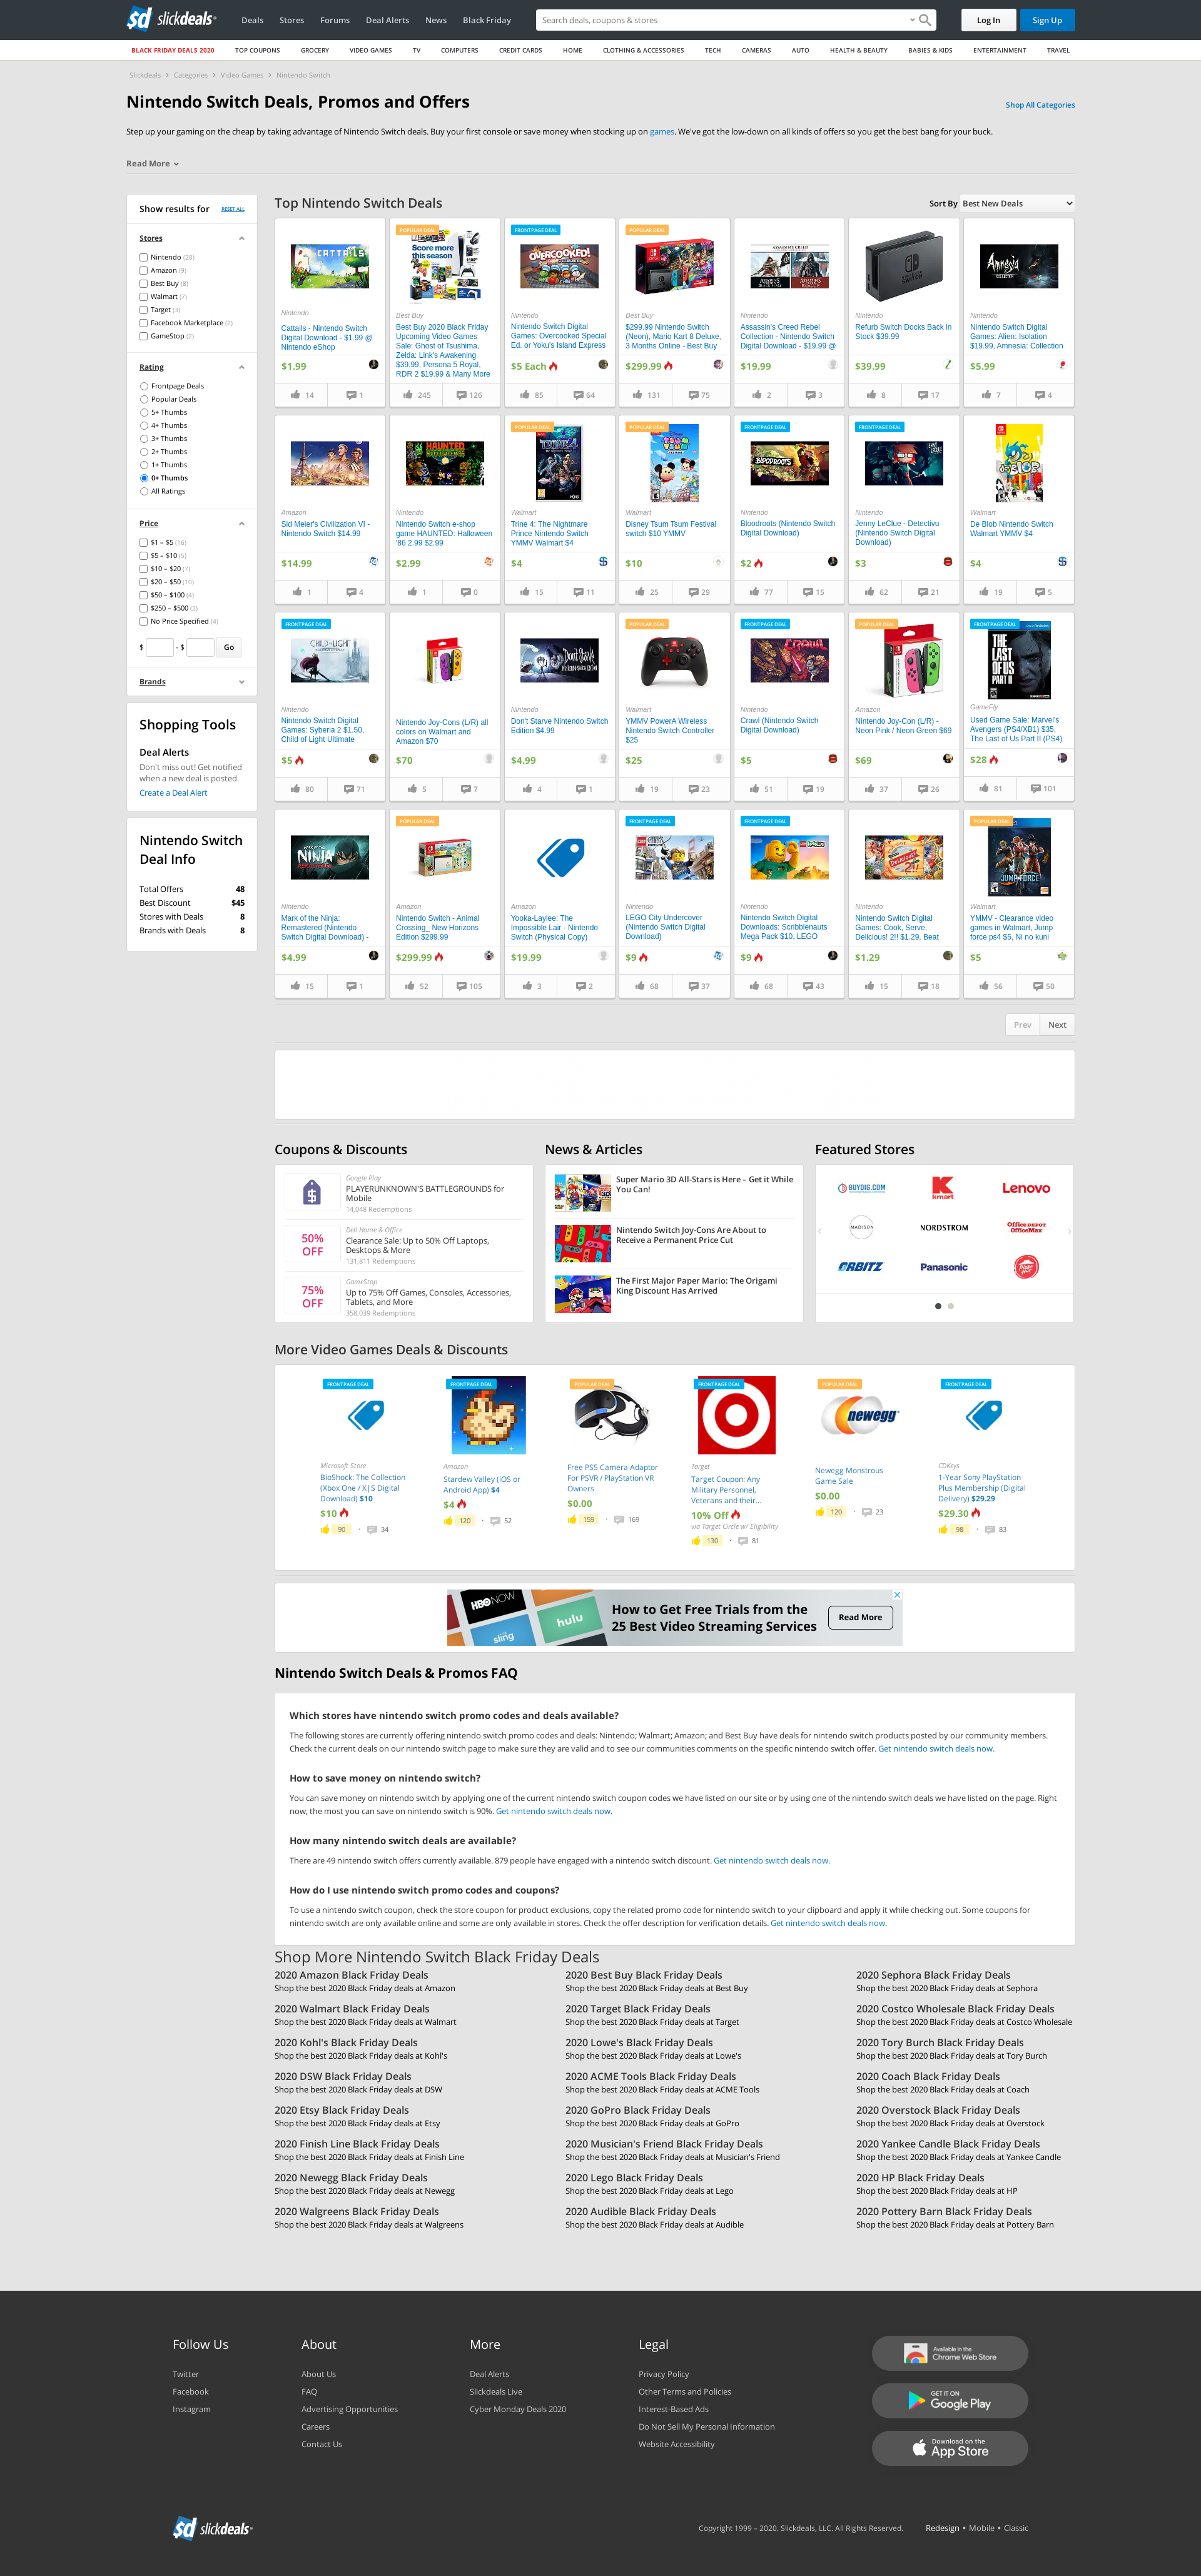 slickdeals
Deals
Stores
Forums
Deal Alerts
News
Black Friday
Search deals, coupons & stores
Log In
Sign Up
BLACK FRIDAY DEALS 2020
TOP COUPONS
GROCERY
VIDEO GAMES
TV
COMPUTERS
CREDIT CARDS
HOME
CLOTHING & ACCESSORIES
TECH
CAMERAS
AUTO
HEALTH & BEAUTY
BABIES & KIDS
ENTERTAINMENT
TRAVEL
Slickdeals > Categories > Video Games > Nintendo Switch
Nintendo Switch Deals, Promos and Offers
Shop All Categories
Step up your gaming on the cheap by taking advantage of Nintendo Switch deals. Buy your first console or save money when stocking up on games. We've got the low-down on all kinds of offers so you get the best bang for your buck.
Read More
Show results for
RESET ALL
Stores
Nintendo (20)
Amazon (9)
Best Buy (8)
Walmart (7)
Target (3)
Facebook Marketplace (2)
GameStop (2)
Rating
Frontpage Deals
Popular Deals
5+ Thumbs
4+ Thumbs
3+ Thumbs
2+ Thumbs
1+ Thumbs
0+ Thumbs
All Ratings
Price
$1 – $5 (16)
$5 – $10 (5)
$10 – $20 (7)
$20 – $50 (10)
$50 – $100 (4)
$250 – $500 (2)
No Price Specified (4)
$ - $ Go
Brands
Shopping Tools
Deal Alerts
Don't miss out! Get notified
when a new deal is posted.
Create a Deal Alert
Nintendo Switch
Deal Info
Total Offers 48
Best Discount $45
Stores with Deals 8
Brands with Deals 8
Top Nintendo Switch Deals
Sort By Best New Deals
Nintendo
Cattails - Nintendo Switch
Digital Download - $1.99 @
Nintendo eShop
$1.99
14 1
POPULAR DEAL
Score more
this season
Best Buy
Best Buy 2020 Black Friday
Upcoming Video Games
Sale: Ghost of Tsushima,
Zelda: Link's Awakening
$39.99, Persona 5 Royal,
RDR 2 $19.99 & Many More
245 126
FRONTPAGE DEAL
OVERCOOKED!
Nintendo
Nintendo Switch Digital
Games: Overcooked Special
Ed. or Yoku's Island Express
$5 Each
85 64
POPULAR DEAL
Best Buy
$299.99 Nintendo Switch
(Neon), Mario Kart 8 Deluxe,
3 Months Online - Best Buy
$299.99
131 75
Nintendo
Assassin's Creed Rebel
Collection - Nintendo Switch
Digital Download - $19.99 @
$19.99
2 3
Nintendo
Refurb Switch Docks Back in
Stock $39.99
$39.99
8 17
Amnesia
Nintendo
Nintendo Switch Digital
Games: Alien: Isolation
$19.99, Amnesia: Collection
$5.99
7 4
Amazon
Sid Meier's Civilization VI -
Nintendo Switch $14.99
$14.99
1 4
HAUNTED
Nintendo
Nintendo Switch e-shop
game HAUNTED: Halloween
'86 2.99 $2.99
$2.99
1 0
POPULAR DEAL
Walmart
Trine 4: The Nightmare
Prince Nintendo Switch
YMMV Walmart $4
$4
15 11
POPULAR DEAL
Walmart
Disney Tsum Tsum Festival
switch $10 YMMV
$10
25 29
FRONTPAGE DEAL
BLOODROOTS
Nintendo
Bloodroots (Nintendo Switch
Digital Download)
$2
77 15
FRONTPAGE DEAL
Nintendo
Jenny LeClue - Detectivu
(Nintendo Switch Digital
Download)
$3
62 21
Walmart
De Blob Nintendo Switch
Walmart YMMV $4
$4
19 5
FRONTPAGE DEAL
CHILD of LIGHT
Nintendo
Nintendo Switch Digital
Games: Syberia 2 $1.50,
Child of Light Ultimate
$5
80 71
Nintendo Joy-Cons (L/R) all
colors on Walmart and
Amazon $70
$70
5 7
Don't Starve
Nintendo
Don't Starve Nintendo Switch
Edition $4.99
$4.99
4 1
POPULAR DEAL
Walmart
YMMV PowerA Wireless
Nintendo Switch Controller
$25
$25
19 23
FRONTPAGE DEAL
CRAWL
Nintendo
Crawl (Nintendo Switch
Digital Download)
$5
51 19
POPULAR DEAL
Amazon
Nintendo Joy-Con (L/R) -
Neon Pink / Neon Green $69
$69
37 26
FRONTPAGE DEAL
THE LAST OF US PART II
GameFly
Used Game Sale: Marvel's
Avengers (PS4/XB1) $35,
The Last of Us Part II (PS4)
$28
81 101
NINJA
Nintendo
Mark of the Ninja:
Remastered (Nintendo
Switch Digital Download) -
$4.99
15 1
POPULAR DEAL
Amazon
Nintendo Switch - Animal
Crossing_ New Horizons
Edition $299.99
$299.99
52 105
Amazon
Yooka-Laylee: The
Impossible Lair - Nintendo
Switch (Physical Copy)
$19.99
3 2
FRONTPAGE DEAL
Nintendo
LEGO City Undercover
(Nintendo Switch Digital
Download)
$9
68 37
FRONTPAGE DEAL
Nintendo
Nintendo Switch Digital
Downloads: Scribblenauts
Mega Pack $10, LEGO
$9
68 43
Nintendo
Nintendo Switch Digital
Games: Cook, Serve,
Delicious! 2!! $1.29, Beat
$1.29
15 18
POPULAR DEAL
JUMP FORCE
Walmart
YMMV - Clearance video
games in Walmart, Jump
force ps4 $5, Ni no kuni
$5
56 50
Prev Next
Coupons & Discounts
Google Play
PLAYERUNKNOWN'S BATTLEGROUNDS for
Mobile
14,048 Redemptions
50%
OFF
Dell Home & Office
Clearance Sale: Up to 50% Off Laptops,
Desktops & More
131,811 Redemptions
75%
OFF
GameStop
Up to 75% Off Games, Consoles, Accessories,
Tablets, and More
358,039 Redemptions
News & Articles
Super Mario 3D All-Stars is Here – Get it While
You Can!
Nintendo Switch Joy-Cons Are About to
Receive a Permanent Price Cut
The First Major Paper Mario: The Origami
King Discount Has Arrived
Featured Stores
BUYDIG.COM
kmart
Lenovo
MADISON
NORDSTROM
Office DEPOT
OfficeMax
ORBITZ
Panasonic
Pizza Hut
More Video Games Deals & Discounts
FRONTPAGE DEAL
Microsoft Store
BioShock: The Collection
(Xbox One / X|S Digital
Download) $10
$10
90 · 34
FRONTPAGE DEAL
Amazon
Stardew Valley (iOS or
Android App) $4
$4
120 · 52
POPULAR DEAL
Free PS5 Camera Adaptor
For PSVR / PlayStation VR
Owners
$0.00
159 · 169
FRONTPAGE DEAL
Target
Target Coupon: Any
Military Personnel,
Veterans and their...
10% Off
via Target Circle w/ Eligibility
130 · 81
POPULAR DEAL
newegg
Newegg Monstrous
Game Sale
$0.00
120 · 23
FRONTPAGE DEAL
CDKeys
1-Year Sony PlayStation
Plus Membership (Digital
Delivery) $29.29
$29.30
98 · 83
HBO NOW
sling
hulu
How to Get Free Trials from the
25 Best Video Streaming Services
Read More
Nintendo Switch Deals & Promos FAQ
Which stores have nintendo switch promo codes and deals available?
The following stores are currently offering nintendo switch promo codes and deals: Nintendo; Walmart; Amazon; and Best Buy have deals for nintendo switch products posted by our community members.
Check the current deals on our nintendo switch page to make sure they are valid and to see our communities comments on the specific nintendo switch offer. Get nintendo switch deals now.
How to save money on nintendo switch?
You can save money on nintendo switch by applying one of the current nintendo switch coupon codes we have listed on our site or by using one of the nintendo switch deals we have listed on the page. Right
now, the most you can save on nintendo switch is 90%. Get nintendo switch deals now.
How many nintendo switch deals are available?
There are 49 nintendo switch offers currently available. 879 people have engaged with a nintendo switch discount. Get nintendo switch deals now.
How do I use nintendo switch promo codes and coupons?
To use a nintendo switch coupon, check the store coupon for product exclusions, copy the related promo code for nintendo switch to your clipboard and apply it while checking out. Some coupons for
nintendo switch are only available online and some are only available in stores. Check the offer description for verification details. Get nintendo switch deals now.
Shop More Nintendo Switch Black Friday Deals
2020 Amazon Black Friday Deals
Shop the best 2020 Black Friday deals at Amazon
2020 Best Buy Black Friday Deals
Shop the best 2020 Black Friday deals at Best Buy
2020 Sephora Black Friday Deals
Shop the best 2020 Black Friday deals at Sephora
2020 Walmart Black Friday Deals
Shop the best 2020 Black Friday deals at Walmart
2020 Target Black Friday Deals
Shop the best 2020 Black Friday deals at Target
2020 Costco Wholesale Black Friday Deals
Shop the best 2020 Black Friday deals at Costco Wholesale
2020 Kohl's Black Friday Deals
Shop the best 2020 Black Friday deals at Kohl's
2020 Lowe's Black Friday Deals
Shop the best 2020 Black Friday deals at Lowe's
2020 Tory Burch Black Friday Deals
Shop the best 2020 Black Friday deals at Tory Burch
2020 DSW Black Friday Deals
Shop the best 2020 Black Friday deals at DSW
2020 ACME Tools Black Friday Deals
Shop the best 2020 Black Friday deals at ACME Tools
2020 Coach Black Friday Deals
Shop the best 2020 Black Friday deals at Coach
2020 Etsy Black Friday Deals
Shop the best 2020 Black Friday deals at Etsy
2020 GoPro Black Friday Deals
Shop the best 2020 Black Friday deals at GoPro
2020 Overstock Black Friday Deals
Shop the best 2020 Black Friday deals at Overstock
2020 Finish Line Black Friday Deals
Shop the best 2020 Black Friday deals at Finish Line
2020 Musician's Friend Black Friday Deals
Shop the best 2020 Black Friday deals at Musician's Friend
2020 Yankee Candle Black Friday Deals
Shop the best 2020 Black Friday deals at Yankee Candle
2020 Newegg Black Friday Deals
Shop the best 2020 Black Friday deals at Newegg
2020 Lego Black Friday Deals
Shop the best 2020 Black Friday deals at Lego
2020 HP Black Friday Deals
Shop the best 2020 Black Friday deals at HP
2020 Walgreens Black Friday Deals
Shop the best 2020 Black Friday deals at Walgreens
2020 Audible Black Friday Deals
Shop the best 2020 Black Friday deals at Audible
2020 Pottery Barn Black Friday Deals
Shop the best 2020 Black Friday deals at Pottery Barn
Follow Us
Twitter
Facebook
Instagram
About
About Us
FAQ
Advertising Opportunities
Careers
Contact Us
More
Deal Alerts
Slickdeals Live
Cyber Monday Deals 2020
Legal
Privacy Policy
Other Terms and Policies
Interest-Based Ads
Do Not Sell My Personal Information
Website Accessibility
Available in the
Chrome Web Store
GET IT ON
Google Play
Download on the
App Store
slickdeals
Copyright 1999 – 2020. Slickdeals, LLC. All Rights Reserved.
Redesign • Mobile • Classic